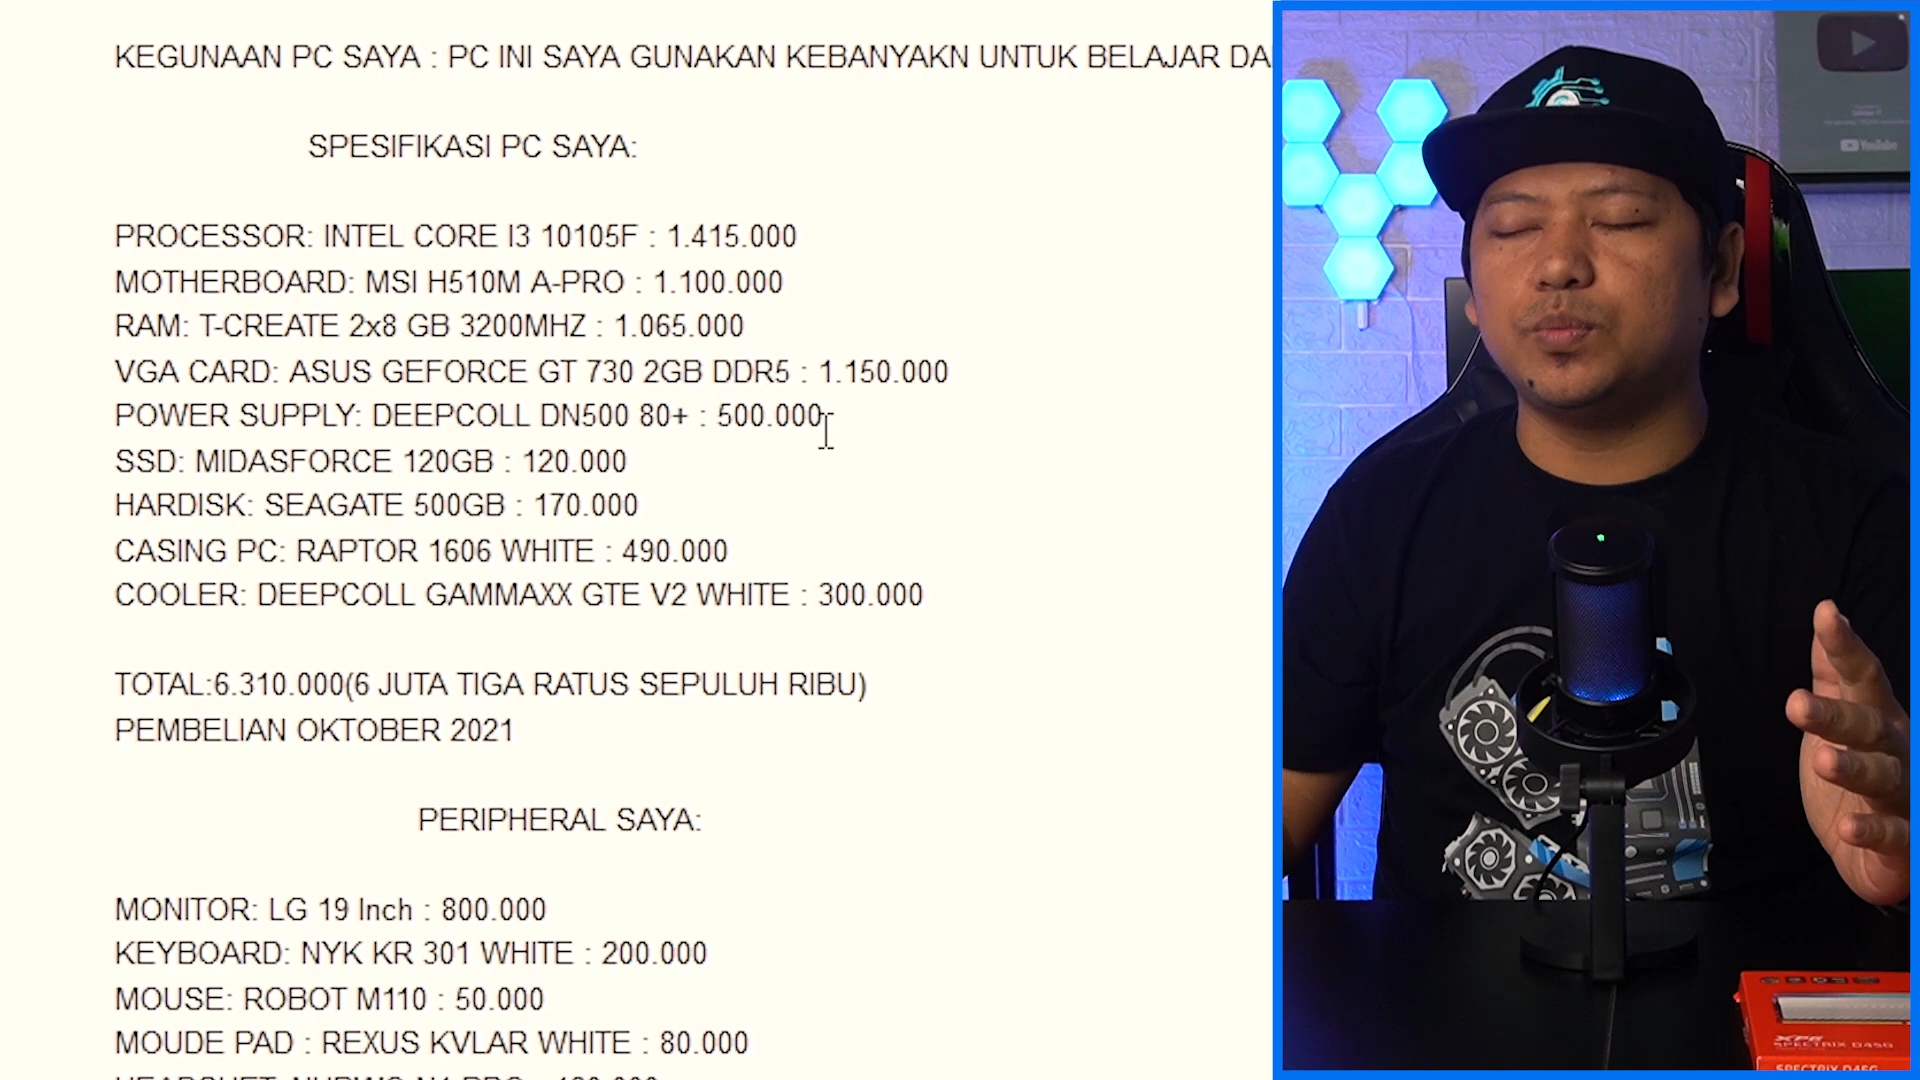 KEGUNAAN PC SAYA : PC INI SAYA GUNAKAN KEBANYAKN UNTUK BELAJAR DA
SPESIFIKASI PC SAYA:
PROCESSOR: INTEL CORE I3 10105F : 1.415.000
MOTHERBOARD: MSI H510M A-PRO : 1.100.000
RAM: T-CREATE 2x8 GB 3200MHZ : 1.065.000
VGA CARD: ASUS GEFORCE GT 730 2GB DDR5 : 1.150.000
POWER SUPPLY: DEEPCOLL DN500 80+ : 500.000
SSD: MIDASFORCE 120GB : 120.000
HARDISK: SEAGATE 500GB : 170.000
CASING PC: RAPTOR 1606 WHITE : 490.000
COOLER: DEEPCOLL GAMMAXX GTE V2 WHITE : 300.000
TOTAL:6.310.000(6 JUTA TIGA RATUS SEPULUH RIBU)
PEMBELIAN OKTOBER 2021
PERIPHERAL SAYA:
MONITOR: LG 19 Inch : 800.000
KEYBOARD: NYK KR 301 WHITE : 200.000
MOUSE: ROBOT M110 : 50.000
MOUDE PAD : REXUS KVLAR WHITE : 80.000
YouTube
XPG
SPECTRIX D45G
SPECTRIX D45G